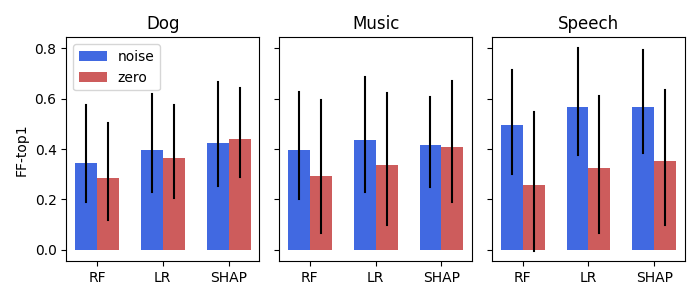 Dog
Music
Speech
FF-top1
0.8
0.6
0.4
0.2
0.0
noise
zero
RF
LR
SHAP
RF
LR
SHAP
RF
LR
SHAP